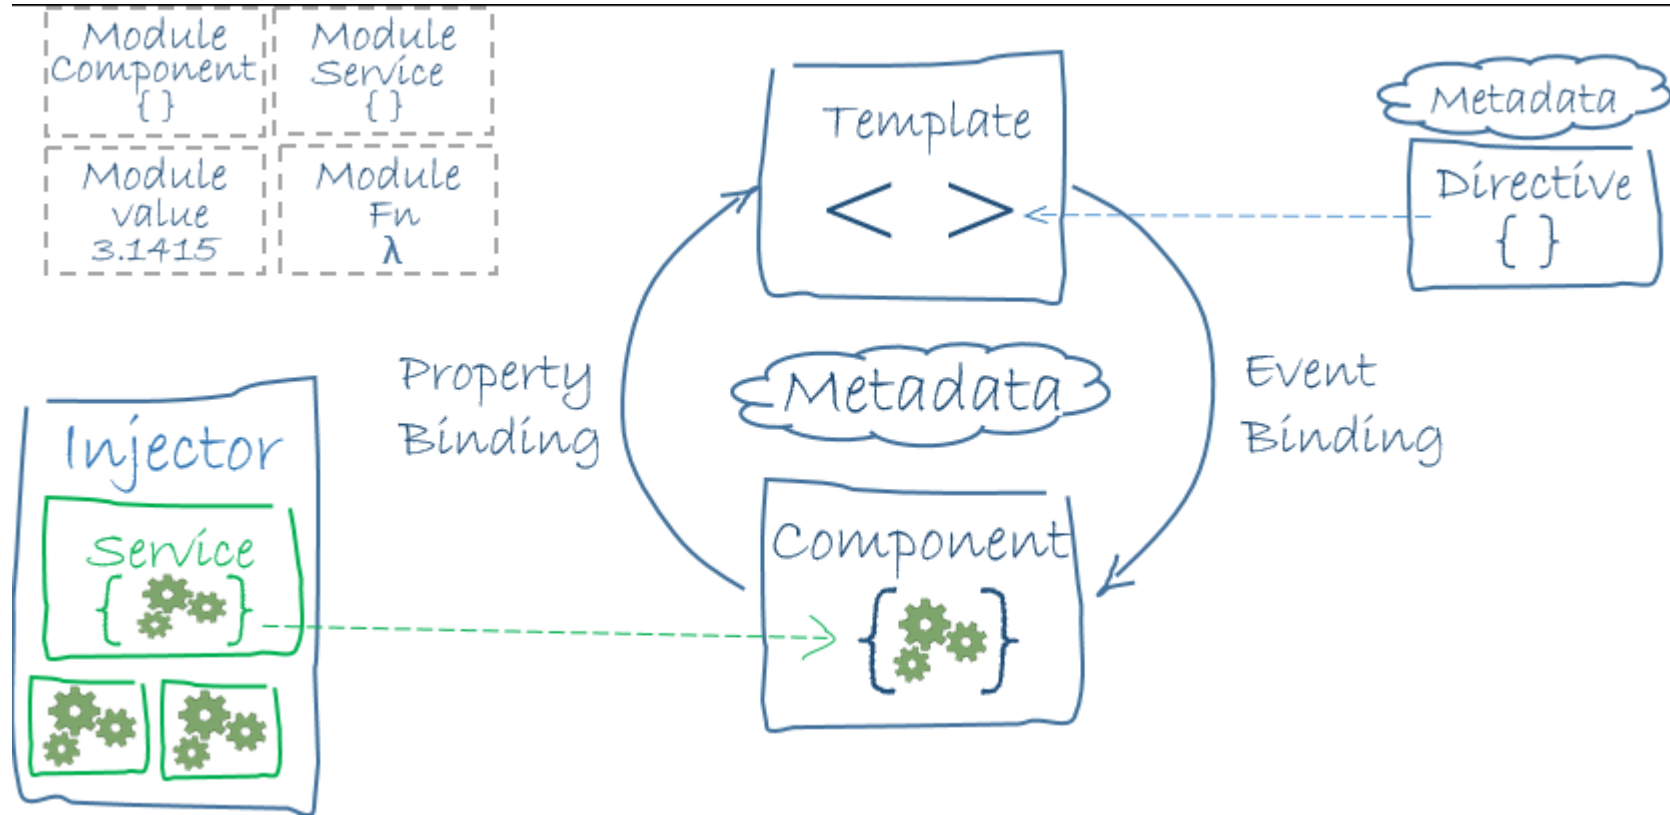 Module
Component
{ }
Module
Service
{ }
Module
value
3.1415
Module
Fn
λ
Template
< >
Metadata
Directive
{ }
Property
Binding
Metadata
Event
Binding
Injector
Service
{ }
Component
{ }